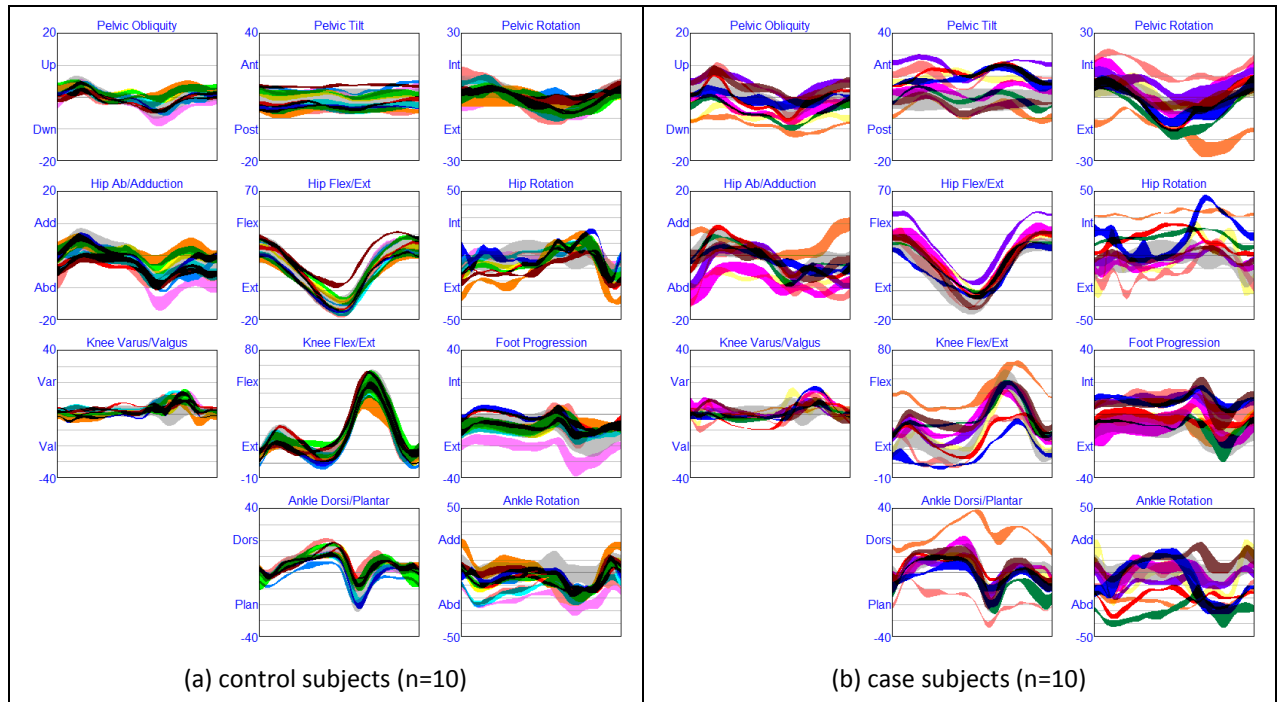 Pelvic Obliquity
20
Up
Dwn
-20
Pelvic Tilt
40
Ant
Post
-20
Pelvic Rotation
30
Int
Ext
-30
Hip Ab/Adduction
20
Add
Abd
-20
Hip Flex/Ext
70
Flex
Ext
-20
Hip Rotation
50
Int
Ext
-50
Knee Varus/Valgus
40
Var
Val
-40
Knee Flex/Ext
80
Flex
Ext
-10
Foot Progression
40
Int
Ext
-40
Ankle Dorsi/Plantar
40
Dors
Plan
-40
Ankle Rotation
50
Add
Abd
-50
(a) control subjects (n=10)
Pelvic Obliquity
20
Up
Dwn
-20
Pelvic Tilt
40
Ant
Post
-20
Pelvic Rotation
30
Int
Ext
-30
Hip Ab/Adduction
20
Add
Abd
-20
Hip Flex/Ext
70
Flex
Ext
-20
Hip Rotation
50
Int
Ext
-50
Knee Varus/Valgus
40
Var
Val
-40
Knee Flex/Ext
80
Flex
Ext
-10
Foot Progression
40
Int
Ext
-40
Ankle Dorsi/Plantar
40
Dors
Plan
-40
Ankle Rotation
50
Add
Abd
-50
(b) case subjects (n=10)